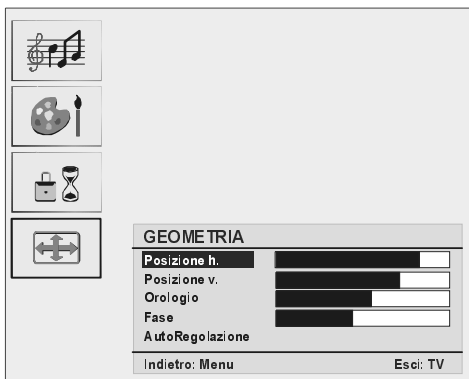 GEOMETRIA
Posizione h.
Posizione v.
Orologio
Fase
AutoRegolazione
Indietro: Menu Esci: TV